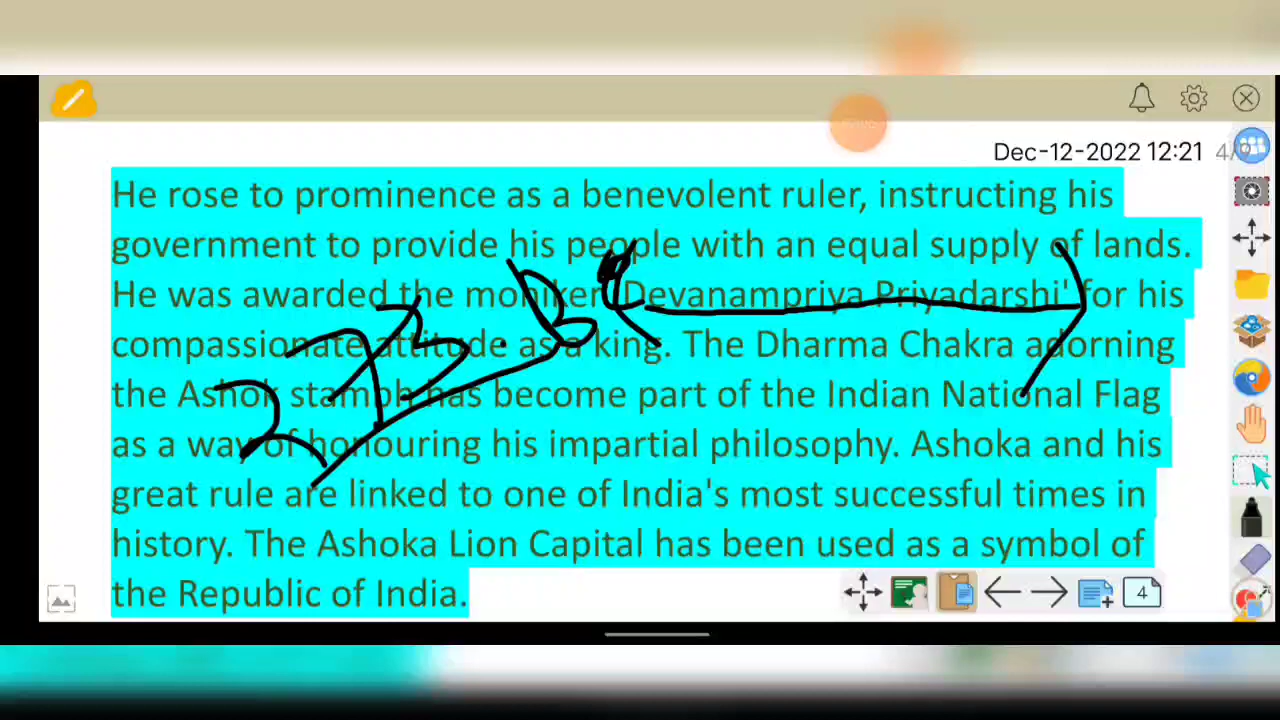 Dec-12-2022 12:21
He rose to prominence as a benevolent ruler, instructing his
government to provide his people with an equal supply of lands.
He was awarded the moniker 'Devanampriya Priyadarshi' for his
compassionate attitude as a king. The Dharma Chakra adorning
the Ashok stambh has become part of the Indian National Flag
as a way of honouring his impartial philosophy. Ashoka and his
great rule are linked to one of India's most successful times in
history. The Ashoka Lion Capital has been used as a symbol of
the Republic of India.
273. B
4